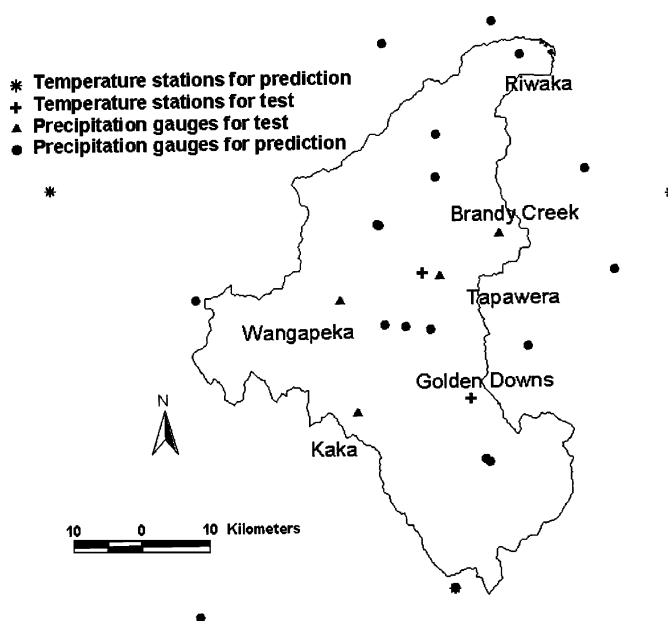 Temperature stations for prediction
Temperature stations for test
Precipitation gauges for test
Precipitation gauges for prediction
Riwaka
Brandy Creek
Tapawera
Wangapeka
Golden Downs
N
Kaka
10 0 10 Kilometers